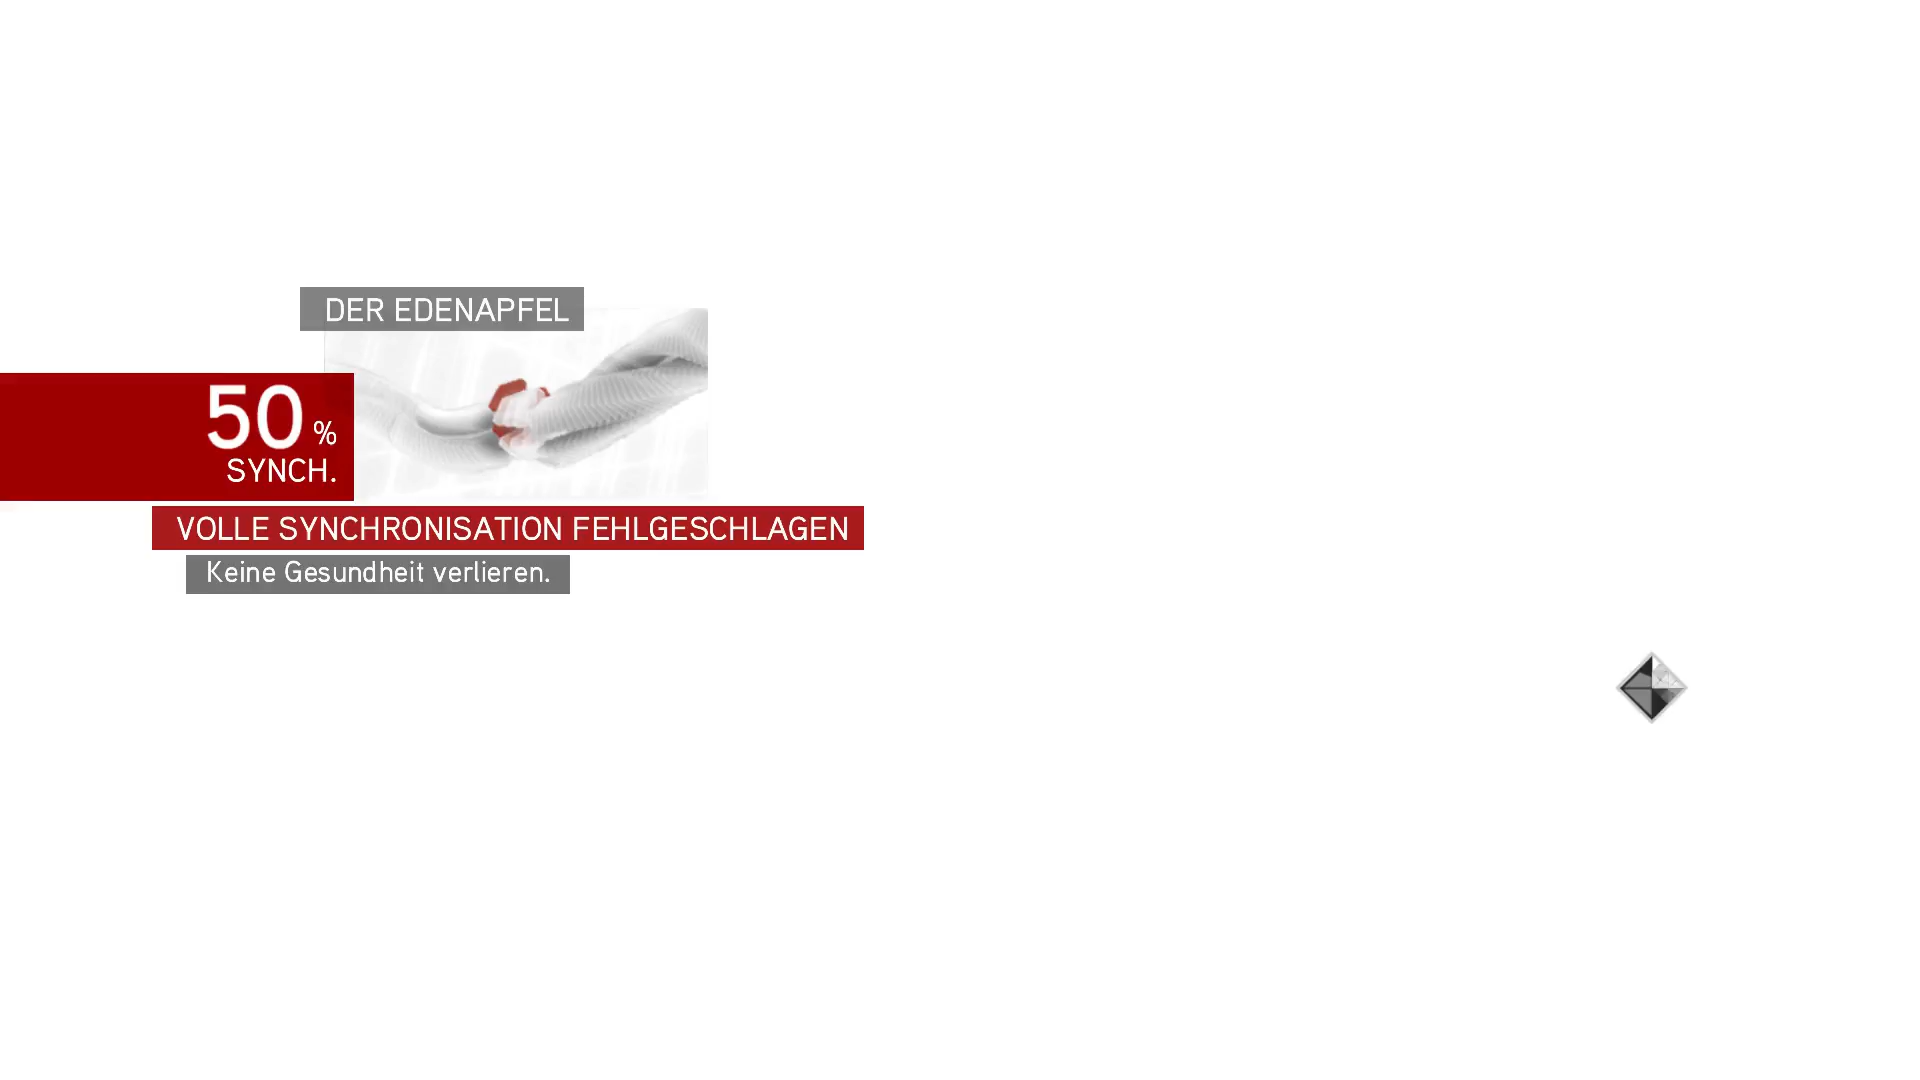 DER EDENAPFEL
50 %
SYNCH.
VOLLE SYNCHRONISATION FEHLGESCHLAGEN
Keine Gesundheit verlieren.